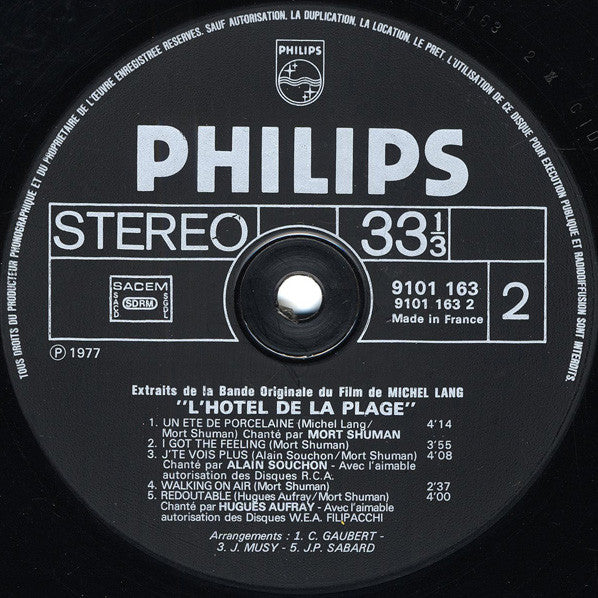 TOUS DROITS DU PRODUCTEUR PHONOGRAPHIQUE ET DU PROPRIETAIRE DE L'ŒUVRE ENREGISTREE RESERVES. SAUF AUTORISATION, LA DUPLICATION, LA LOCATION, LE PRET, L'UTILISATION DE CE DISQUE POUR EXECUTION PUBLIQUE ET RADIODIFFUSION SONT INTERDITS.
PHILIPS
PHILIPS
STEREO
33 1/3
SACEM
SACD
SDRM
SGDL
9101 163
9101 163 2
Made in France
2
Ⓟ 1977
Extraits de la Bande Originale du Film de MICHEL LANG
"L'HOTEL DE LA PLAGE"
1. UN ETE DE PORCELAINE (Michel Lang/ 4'14
Mort Shuman) Chanté par MORT SHUMAN
2. I GOT THE FEELING (Mort Shuman) 3'55
3. J'TE VOIS PLUS (Alain Souchon/Mort Shuman) 4'08
Chanté par ALAIN SOUCHON - Avec l'aimable
autorisation des Disques R.C.A.
4. WALKING ON AIR (Mort Shuman) 2'37
5. REDOUTABLE (Hugues Aufray/Mort Shuman) 4'00
Chanté par HUGUES AUFRAY - Avec l'aimable
autorisation des Disques W.E.A. FILIPACCHI
Arrangements : 1. C. GAUBERT -
3. J. MUSY - 5. J.P. SABARD